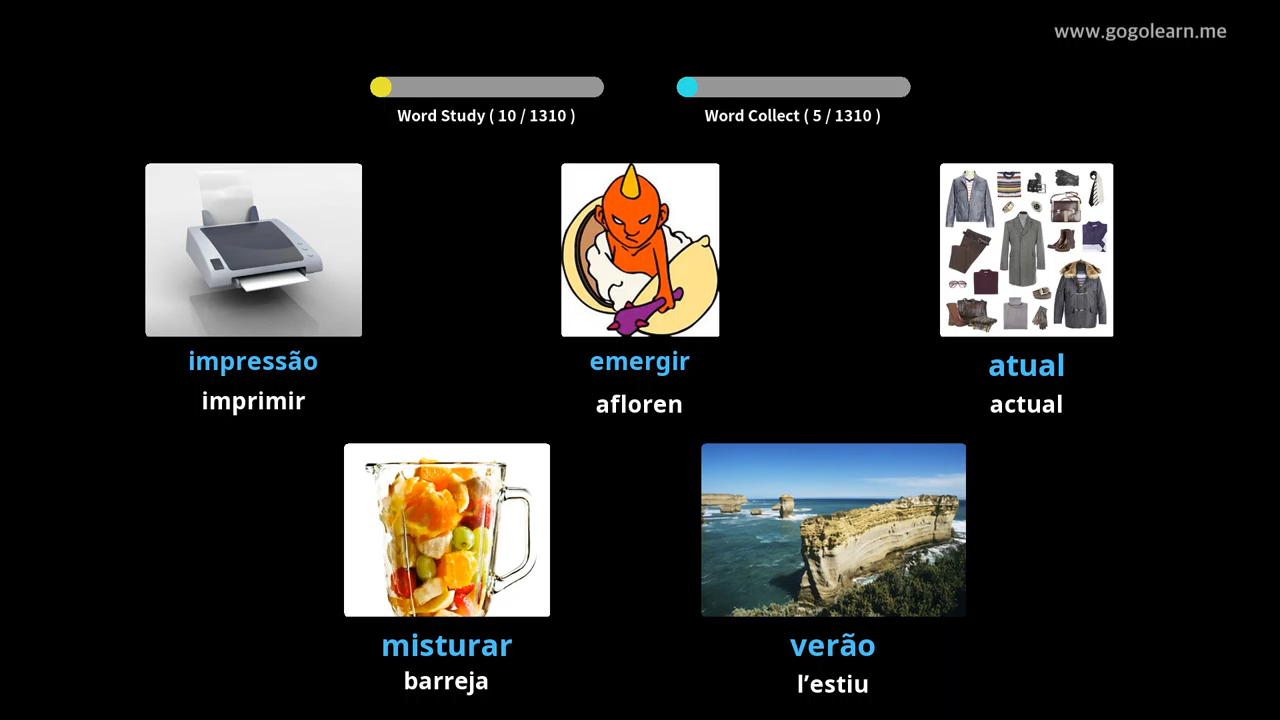 www.gogolearn.me
Word Study ( 10 / 1310 )
Word Collect ( 5 / 1310 )
impressão
imprimir
emergir
afloren
atual
actual
misturar
barreja
verão
l’estiu